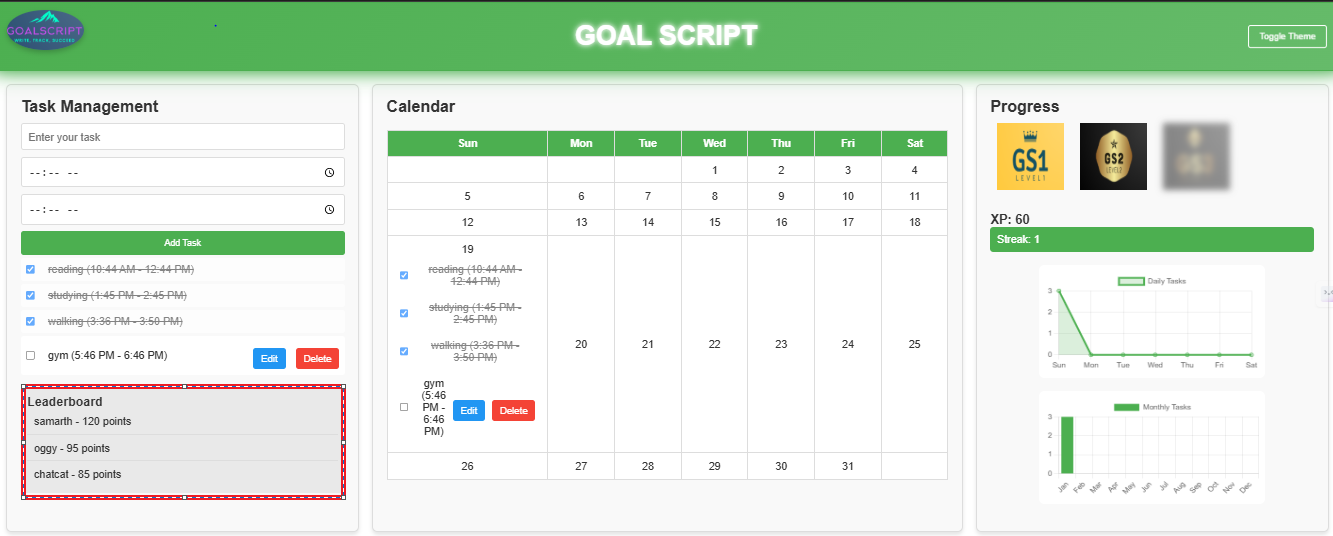 GOALSCRIPT
WRITE. TRACK. SUCCEED.
GOAL SCRIPT
Toggle Theme
Task Management
Enter your task
--:-- --
--:-- --
Add Task
reading (10:44 AM - 12:44 PM)
studying (1:45 PM - 2:45 PM)
walking (3:36 PM - 3:50 PM)
gym (5:46 PM - 6:46 PM) Edit Delete
Leaderboard
samarth - 120 points
oggy - 95 points
chatcat - 85 points
Calendar
Sun Mon Tue Wed Thu Fri Sat
1 2 3 4
5 6 7 8 9 10 11
12 13 14 15 16 17 18
19
reading (10:44 AM -
12:44 PM)
studying (1:45 PM -
2:45 PM)
walking (3:36 PM -
3:50 PM)
20 21 22 23 24 25
gym
(5:46
PM -
6:46
PM)
Edit Delete
26 27 28 29 30 31
Progress
GS1
LEVEL1
GS2
LEVEL2
XP: 60
Streak: 1
Daily Tasks
3
2
1
0
Sun Mon Tue Wed Thu Fri Sat
Monthly Tasks
3
2
1
0
Jan Feb Mar Apr May Jun Jul Aug Sep Oct Nov Dec